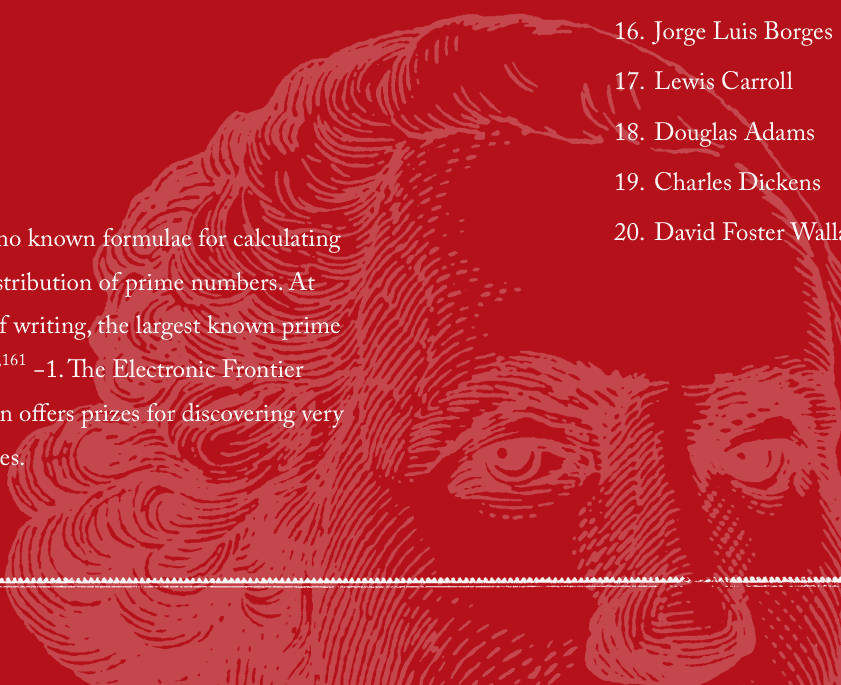 16. Jorge Luis Borges
17. Lewis Carroll
18. Douglas Adams
19. Charles Dickens
20. David Foster
no known formulae for calculating
of prime numbers. At
writing, the largest known prime
161 –1. The Electronic Frontier
offers prizes for discovering very